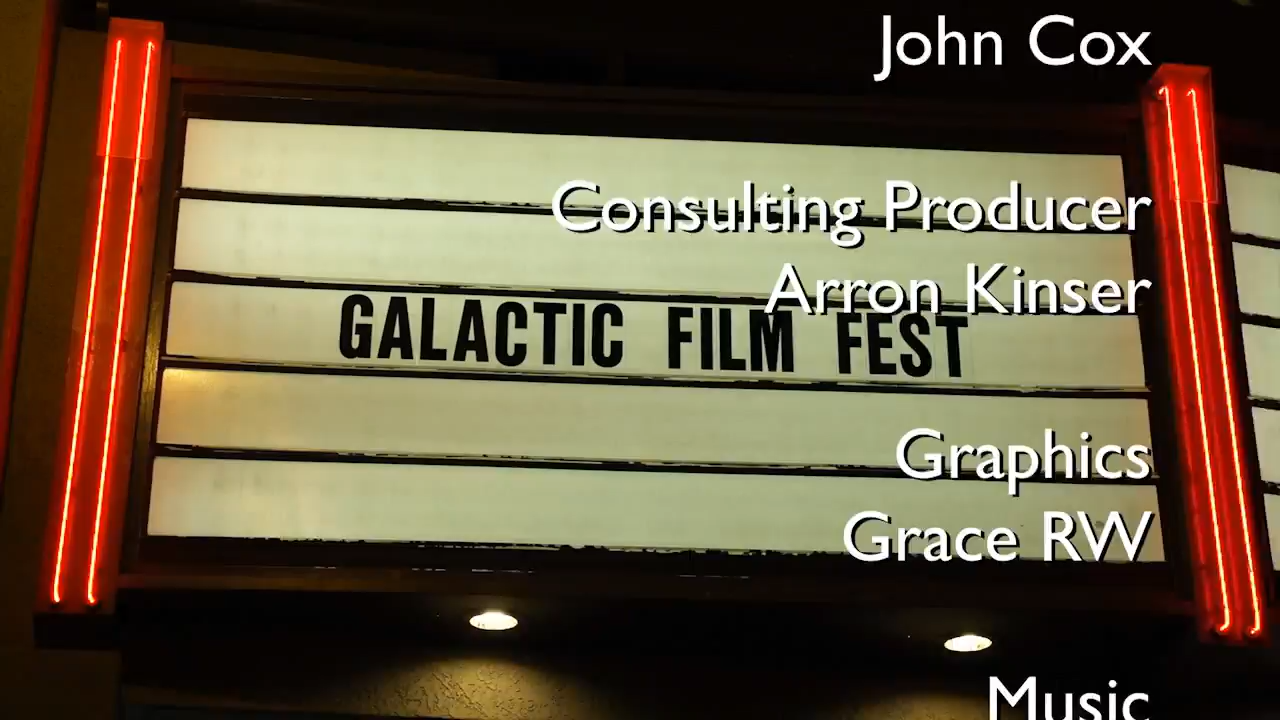 John Cox
Consulting Producer
Arron Kinser
GALACTIC FILM FEST
Graphics
Grace RW
Music